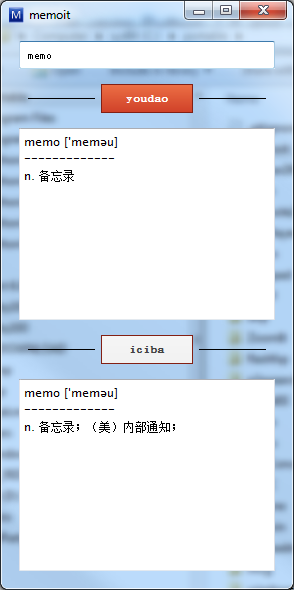 memoit
memo
youdao
memo ['meməu]
-------------
n. 备忘录
iciba
memo ['meməu]
-------------
n. 备忘录；（美）内部通知；